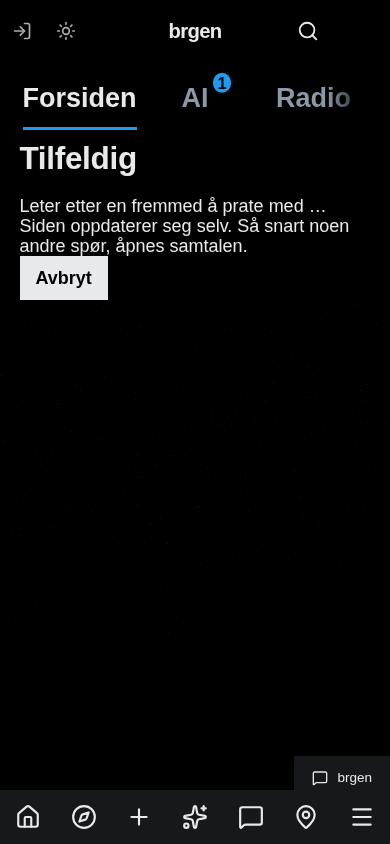 brgen
Forsiden AI 1 Radio
Tilfeldig
Leter etter en fremmed å prate med …
Siden oppdaterer seg selv. Så snart noen
andre spør, åpnes samtalen.
Avbryt
brgen